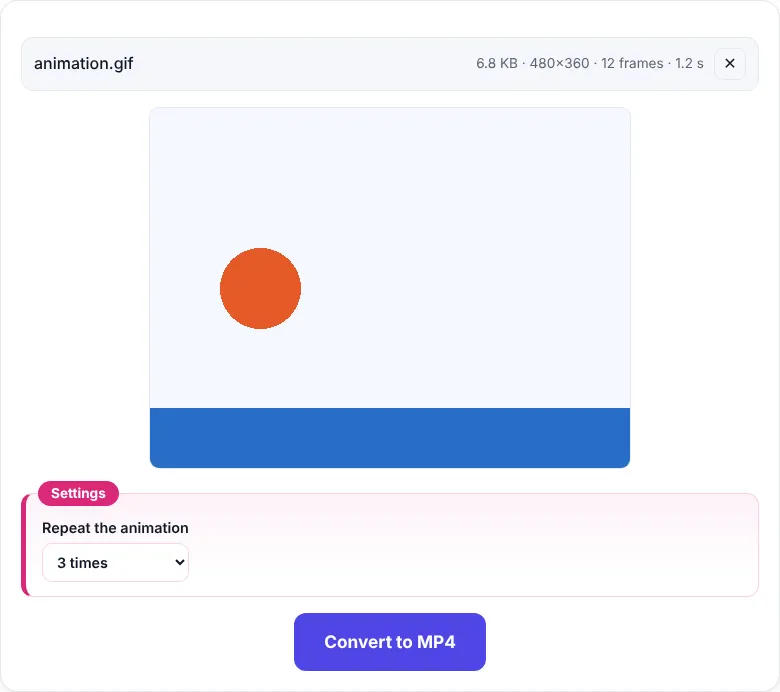 animation.gif 6.8 KB · 480×360 · 12 frames · 1.2 s ✕
Settings
Repeat the animation
3 times
Convert to MP4